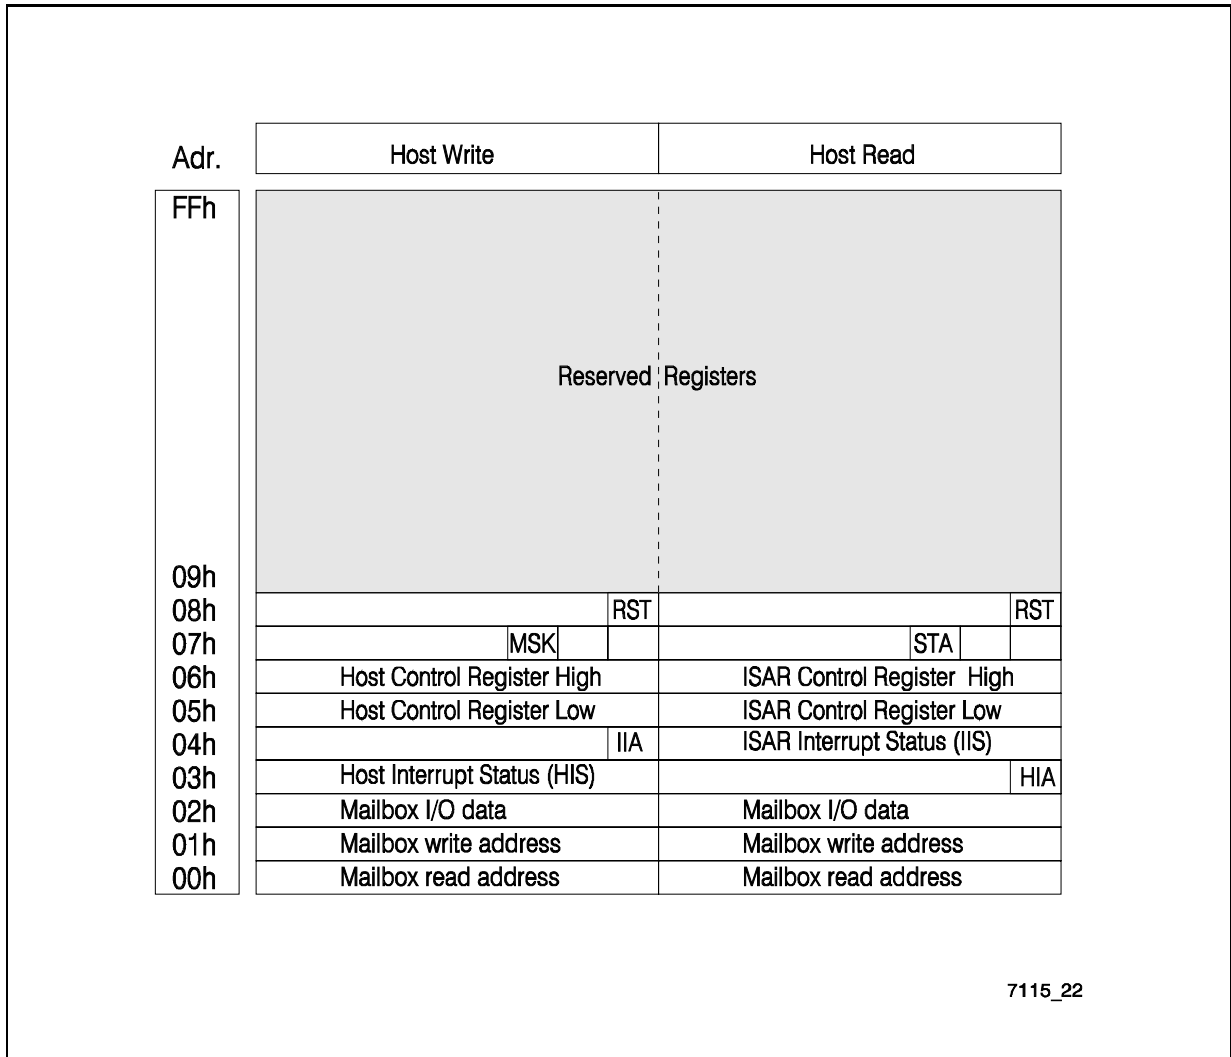 Adr. Host Write Host Read
FFh
Reserved Registers
09h
08h RST RST
07h MSK STA
06h Host Control Register High ISAR Control Register High
05h Host Control Register Low ISAR Control Register Low
04h IIA ISAR Interrupt Status (IIS)
03h Host Interrupt Status (HIS) HIA
02h Mailbox I/O data Mailbox I/O data
01h Mailbox write address Mailbox write address
00h Mailbox read address Mailbox read address
7115_22